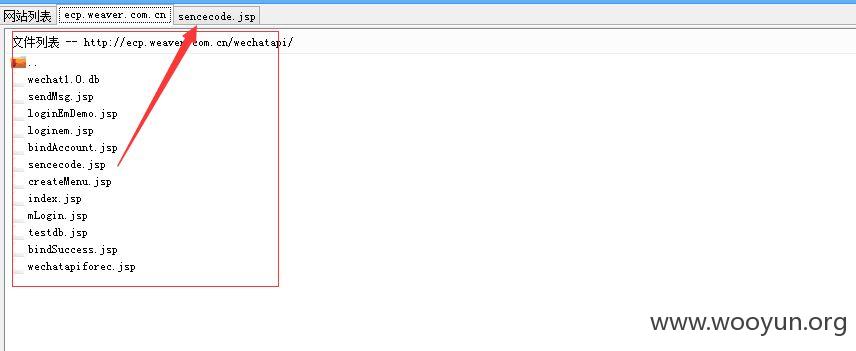 网站列表 ecp.weaver.com.cn sencecode.jsp
文件列表 -- http://ecp.weaver.com.cn/wechatapi/
..
wechat1.0.db
sendMsg.jsp
loginEmDemo.jsp
loginem.jsp
bindAccount.jsp
sencecode.jsp
createMenu.jsp
index.jsp
mLogin.jsp
testdb.jsp
bindSuccess.jsp
wechatapiforec.jsp
www.wooyun.org